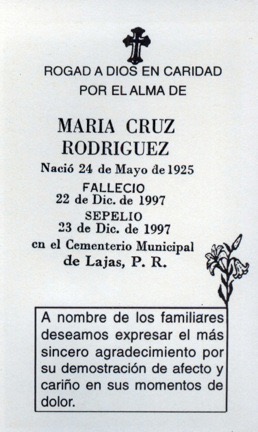 ROGAD A DIOS EN CARIDAD
POR EL ALMA DE
MARIA CRUZ
RODRIGUEZ
Nació 24 de Mayo de 1925
FALLECIO
22 de Dic. de 1997
SEPELIO
23 de Dic. de 1997
en el Cementerio Municipal
de Lajas, P. R.
A nombre de los familiares
deseamos expresar el más
sincero agradecimiento por
su demostración de afecto y
cariño en sus momentos de
dolor.